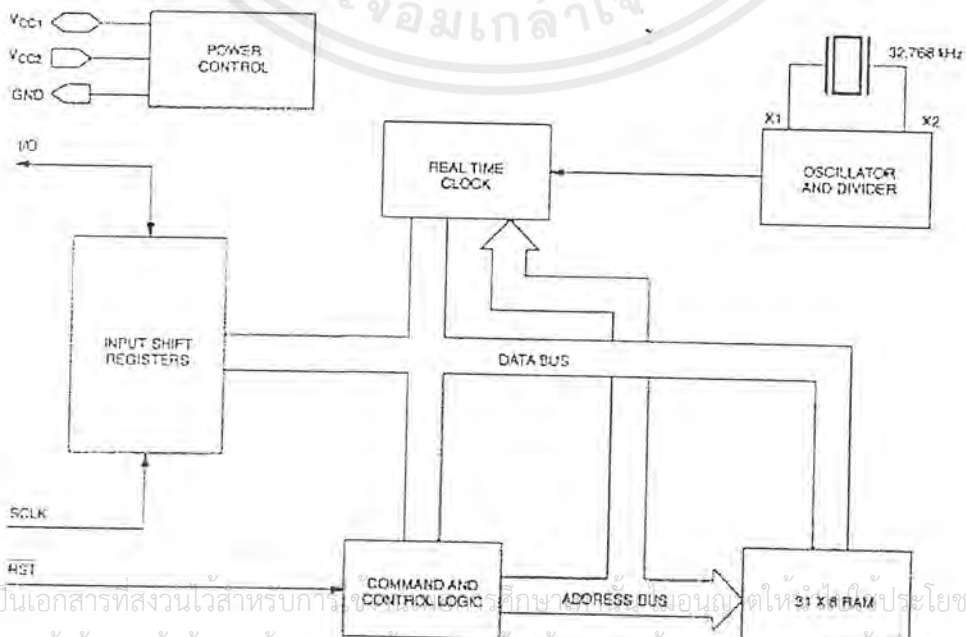 VCC1
VCC2
GND
POWER
CONTROL
I/O
REAL TIME
CLOCK
32.768 kHz
X1
X2
OSCILLATOR
AND DIVIDER
INPUT SHIFT
REGISTERS
DATA BUS
SCLK
RST
COMMAND AND
CONTROL LOGIC
ADDRESS BUS
31 X 8 RAM